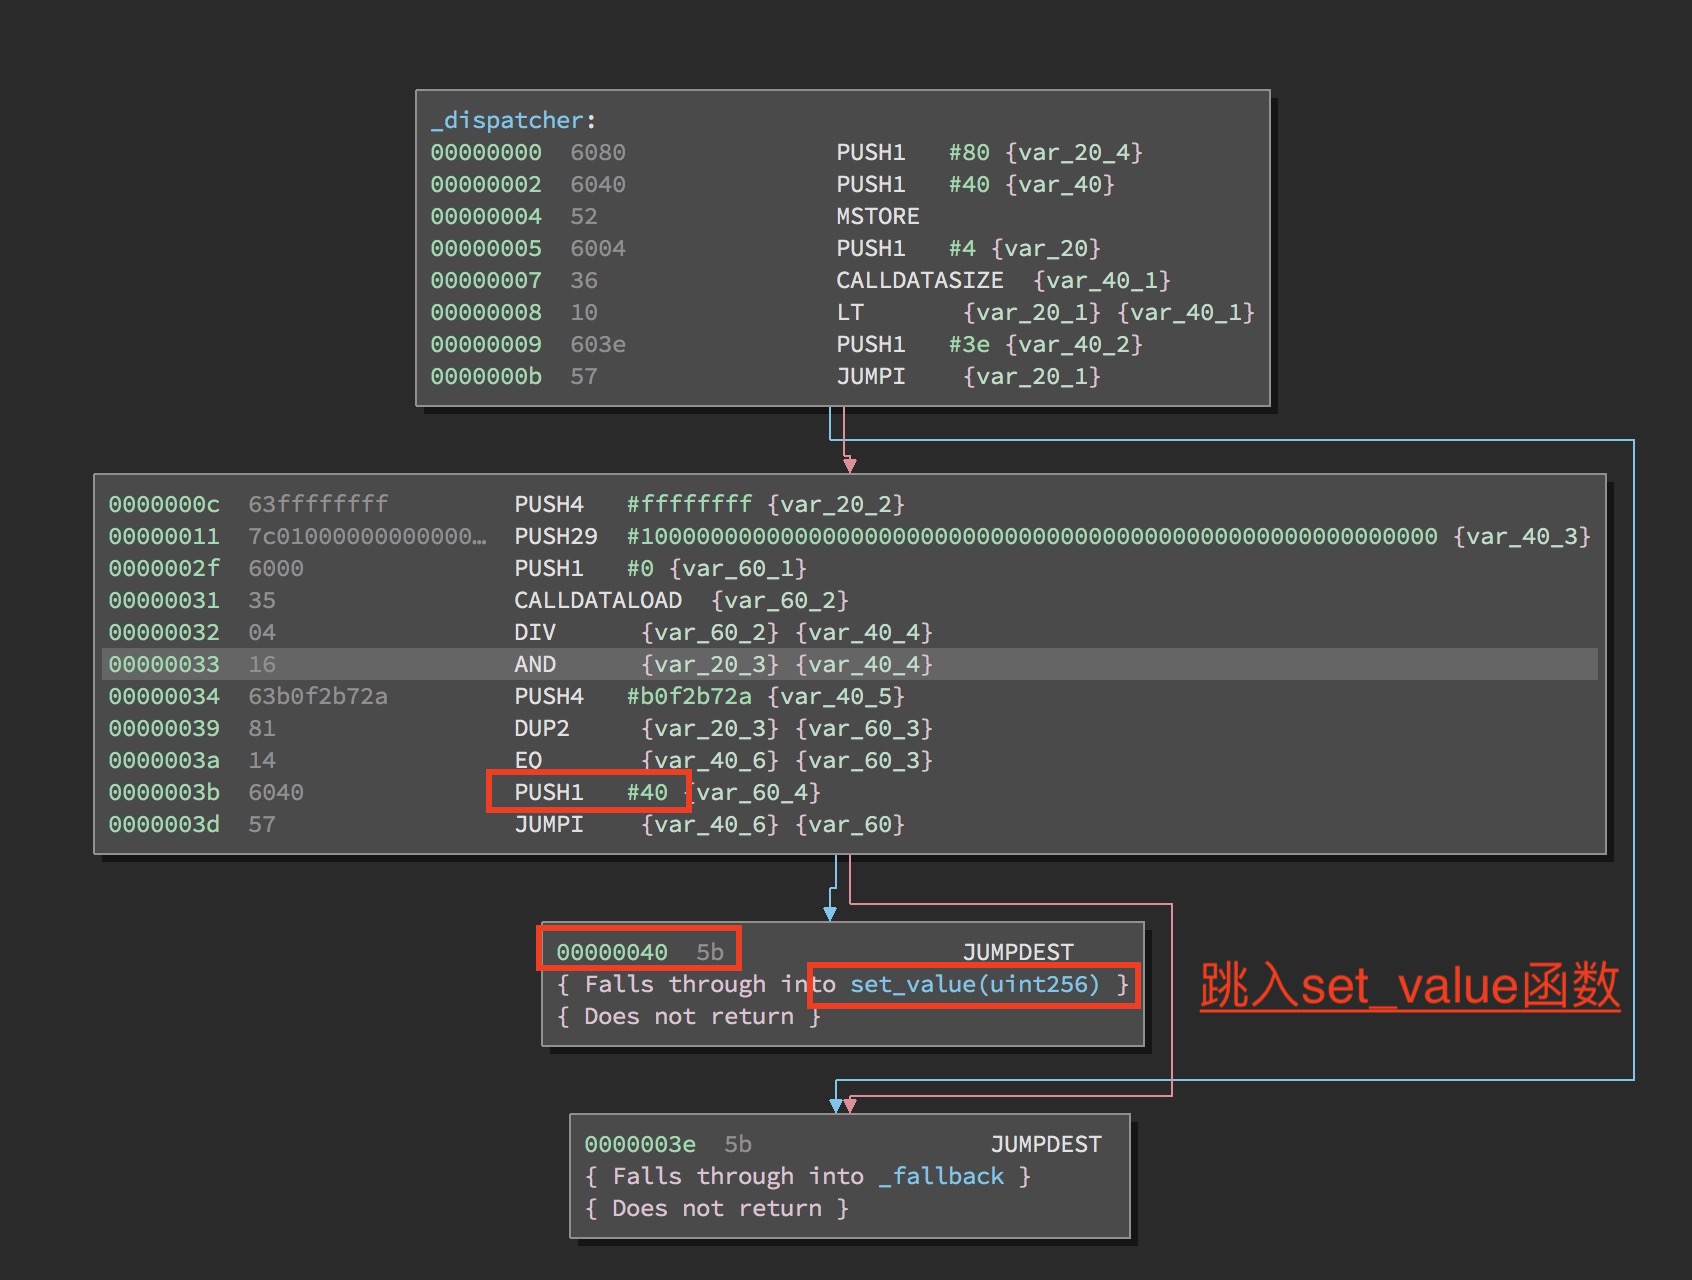 _dispatcher:
00000000 6080 PUSH1 #80 {var_20_4}
00000002 6040 PUSH1 #40 {var_40}
00000004 52 MSTORE
00000005 6004 PUSH1 #4 {var_20}
00000007 36 CALLDATASIZE {var_40_1}
00000008 10 LT {var_20_1} {var_40_1}
00000009 603e PUSH1 #3e {var_40_2}
0000000b 57 JUMPI {var_20_1}
0000000c 63ffffffff PUSH4 #ffffffff {var_20_2}
00000011 7c01000000000000… PUSH29 #100000000000000000000000000000000000000000000000000000000 {var_40_3}
0000002f 6000 PUSH1 #0 {var_60_1}
00000031 35 CALLDATALOAD {var_60_2}
00000032 04 DIV {var_60_2} {var_40_4}
00000033 16 AND {var_20_3} {var_40_4}
00000034 63b0f2b72a PUSH4 #b0f2b72a {var_40_5}
00000039 81 DUP2 {var_20_3} {var_60_3}
0000003a 14 EQ {var_40_6} {var_60_3}
0000003b 6040 PUSH1 #40 {var_60_4}
0000003d 57 JUMPI {var_40_6} {var_60}
00000040 5b JUMPDEST
{ Falls through into set_value(uint256) }
{ Does not return }
跳入set_value函数
0000003e 5b JUMPDEST
{ Falls through into _fallback }
{ Does not return }